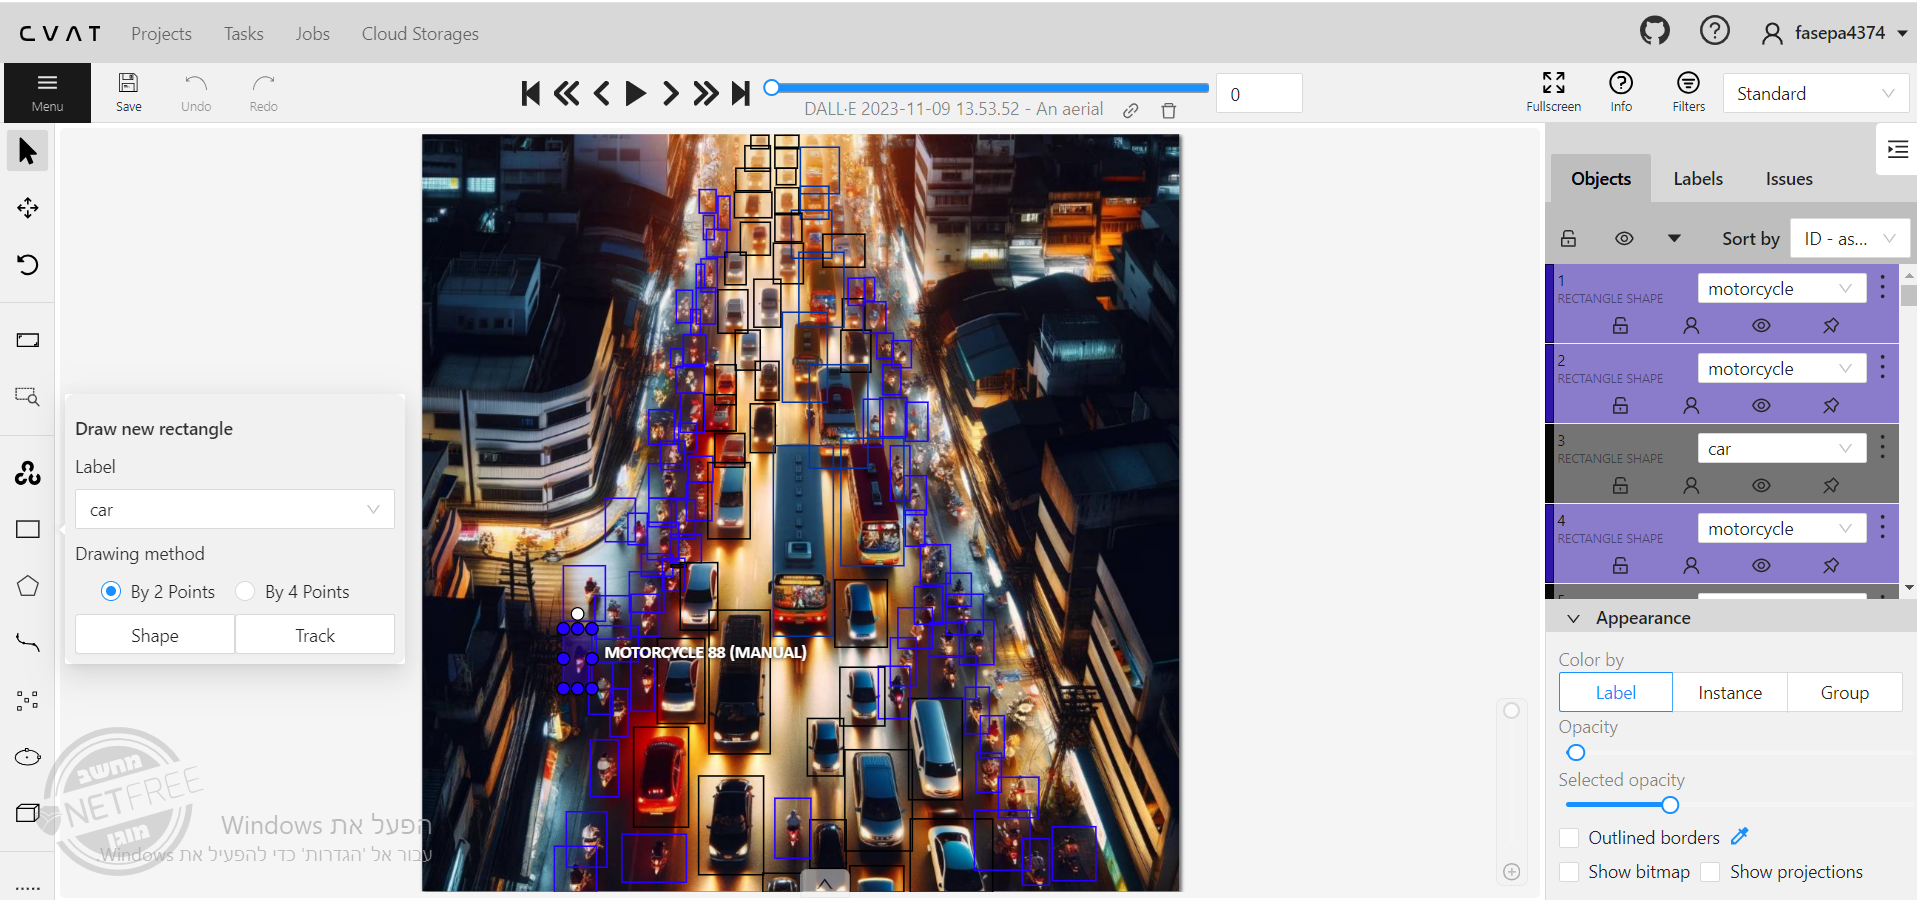 CVAT Projects Tasks Jobs Cloud Storages fasepa4374
Menu Save Undo Redo 0 Fullscreen Info Filters Standard
DALL·E 2023-11-09 13.53.52 - An aerial
Objects Labels Issues
Sort by ID - as...
1 motorcycle
RECTANGLE SHAPE
2 motorcycle
RECTANGLE SHAPE
3 car
RECTANGLE SHAPE
4 motorcycle
RECTANGLE SHAPE
Draw new rectangle
Label
car
Drawing method
By 2 Points By 4 Points
Shape Track
MOTORCYCLE 88 (MANUAL)
Appearance
Color by
Label Instance Group
Opacity
Selected opacity
Outlined borders
Show bitmap Show projections
מחשב
NETFREE
מוגן
הפעל את Windows
עבור אל 'הגדרות' כדי להפעיל את Windows.